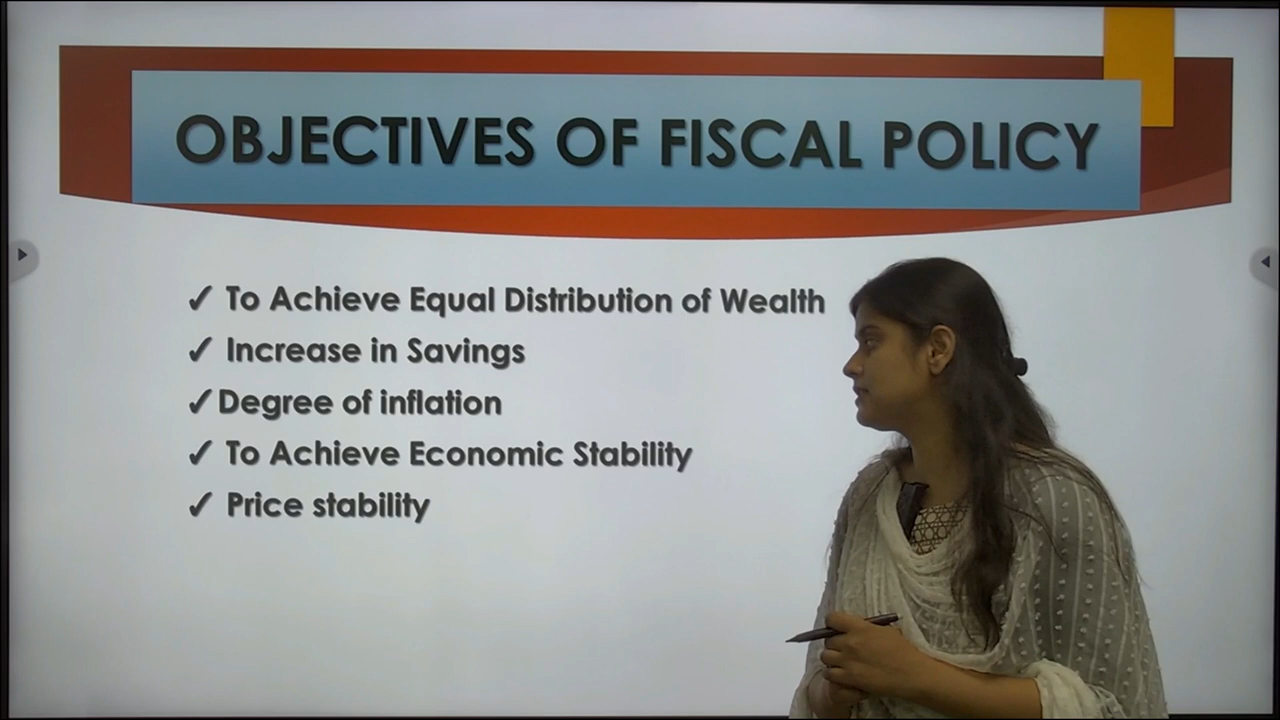 OBJECTIVES OF FISCAL POLICY
✓ To Achieve Equal Distribution of Wealth
✓ Increase in Savings
✓Degree of inflation
✓ To Achieve Economic Stability
✓ Price stability